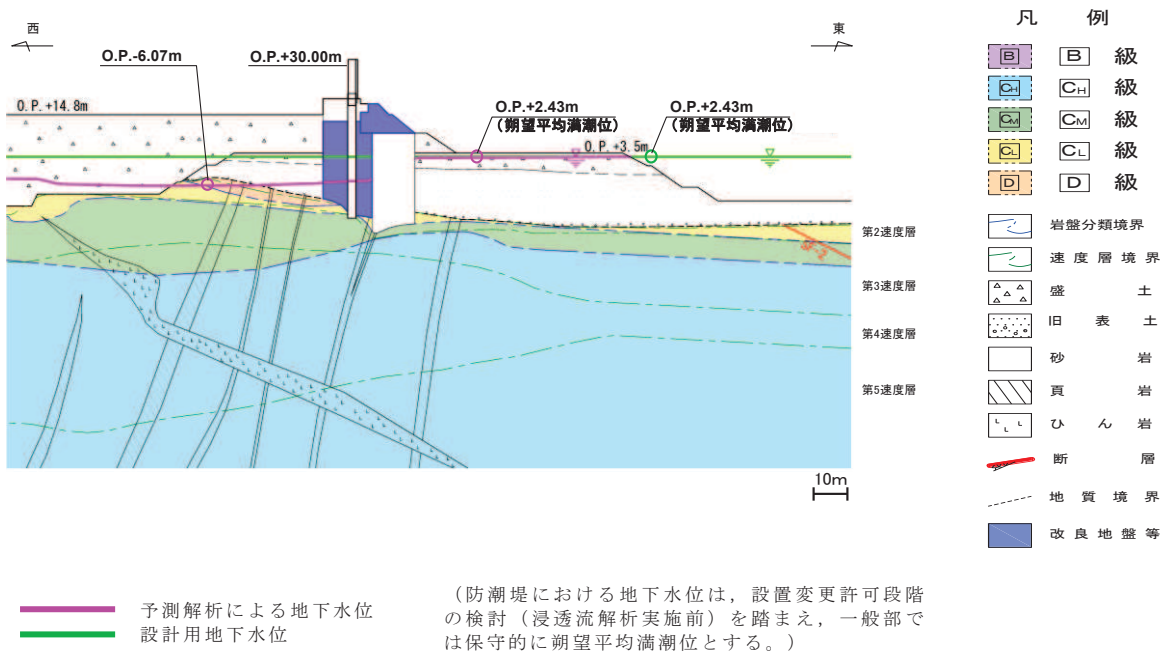 西
東
O.P.-6.07m
O.P.+30.00m
O.P.+2.43m
(朔望平均満潮位)
O.P.+2.43m
(朔望平均満潮位)
O.P.+14.8m
O.P.+3.5m
第2速度層
第3速度層
第4速度層
第5速度層
10m
凡 例
B B 級
CH CH 級
CM CM 級
CL CL 級
D D 級
岩盤分類境界
速度層境界
盛土
旧表土
砂岩
頁岩
ひん岩
断層
地質境界
改良地盤等
予測解析による地下水位
設計用地下水位
(防潮堤における地下水位は,設置変更許可段階
の検討(浸透流解析実施前)を踏まえ,一般部で
は保守的に朔望平均満潮位とする。)